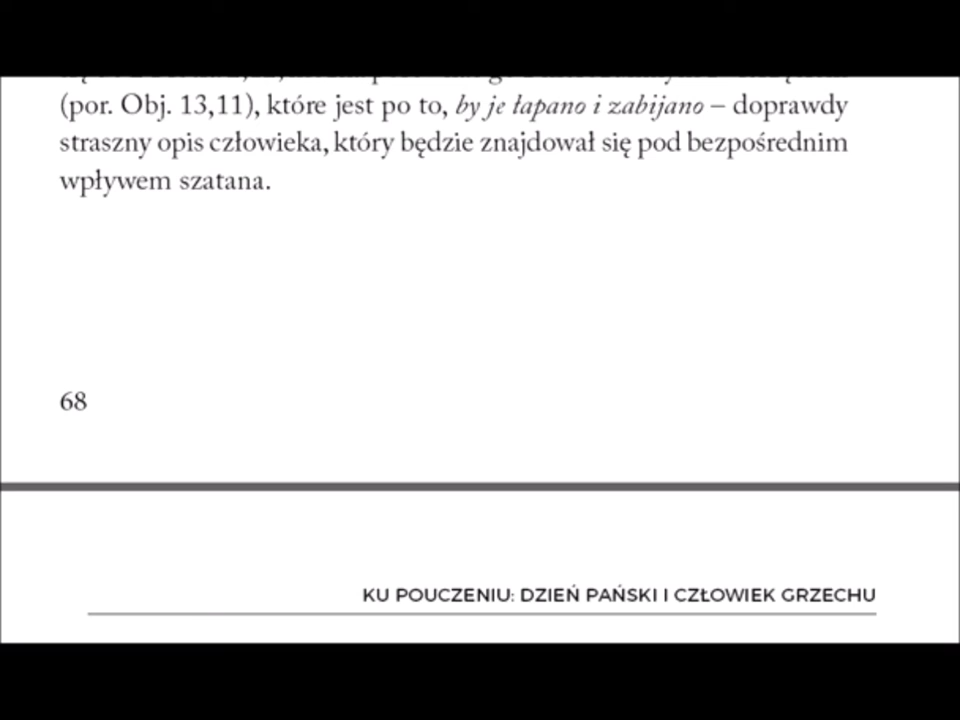 (por. Obj. 13,11), które jest po to, by je łapano i zabijano – doprawdy
straszny opis człowieka, który będzie znajdował się pod bezpośrednim
wpływem szatana.
68
KU POUCZENIU: DZIEŃ PAŃSKI I CZŁOWIEK GRZECHU